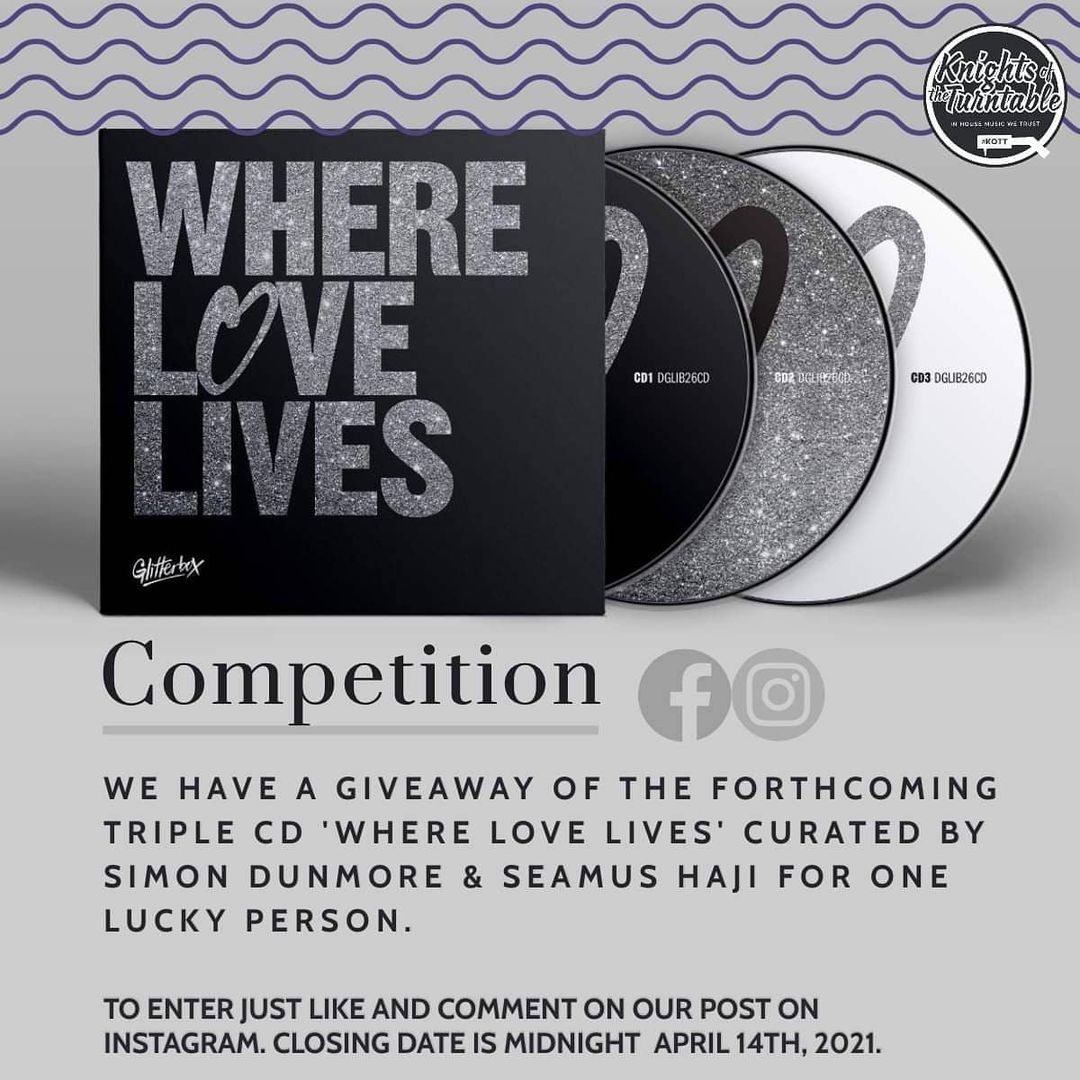 Knights of
the Turntable
IN HOUSE MUSIC WE TRUST
#KOTT
WHERE
LOVE
LIVES
Glitterbox
CD1 DGLIB26CD
CD2 DGLIB26CD
CD3 DGLIB26CD
Competition
WE HAVE A GIVEAWAY OF THE FORTHCOMING
TRIPLE CD 'WHERE LOVE LIVES' CURATED BY
SIMON DUNMORE & SEAMUS HAJI FOR ONE
LUCKY PERSON.
TO ENTER JUST LIKE AND COMMENT ON OUR POST ON
INSTAGRAM. CLOSING DATE IS MIDNIGHT  APRIL 14TH, 2021.